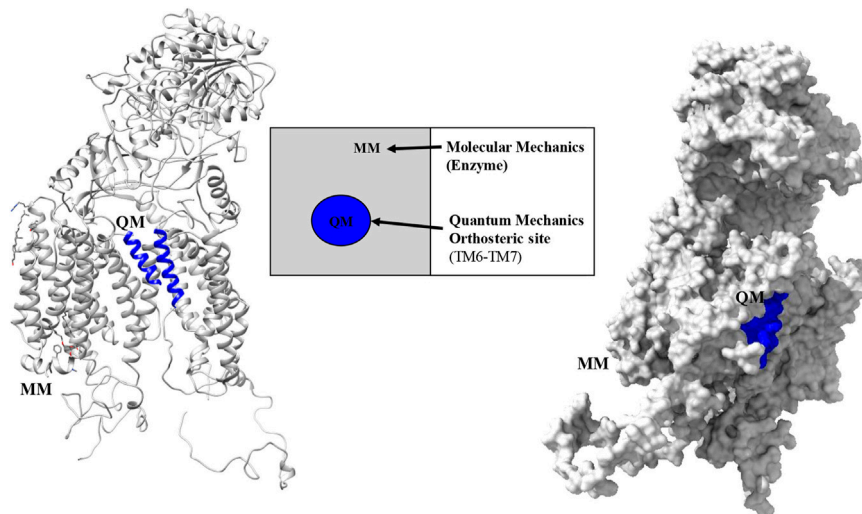 QM
MM
MM
Molecular Mechanics
(Enzyme)
QM
Quantum Mechanics
Orthosteric site
(TM6-TM7)
QM
MM